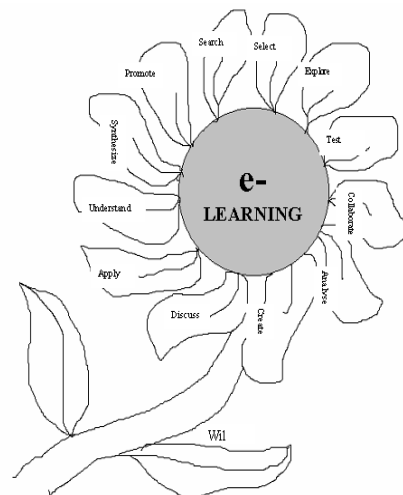 Search
Select
Promote
Explore
Synthesize
Test
e-
LEARNING
Understand
Collaborate
Apply
Analyse
Discuss
Create
Wil